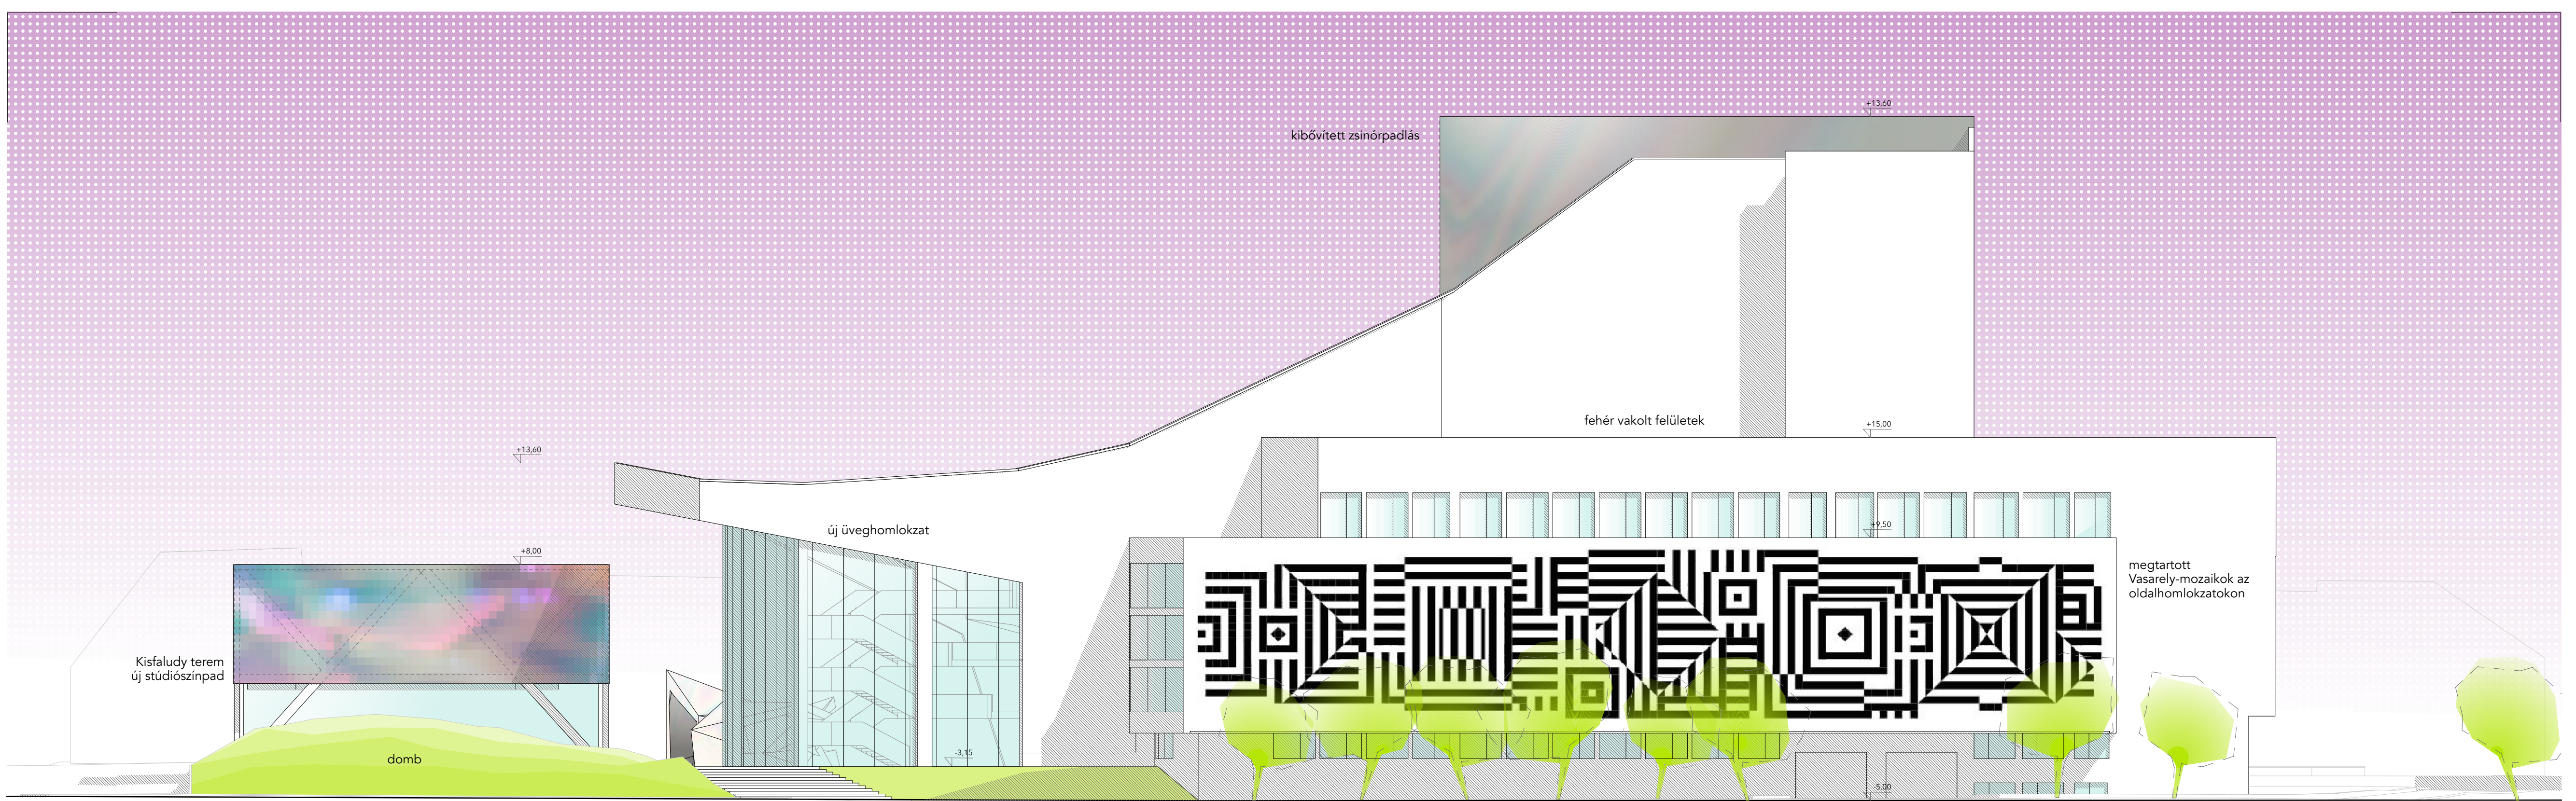 +13,60
kibővített zsinórpadlás
fehér vakolt felületek
+15,00
+13,60
új üveghomlokzat
+9,50
+8,00
megtartott
Vasarely-mozaikok az
oldalhomlokzatokon
Kisfaludy terem
új stúdiószínpad
-3,15
domb
-5,00